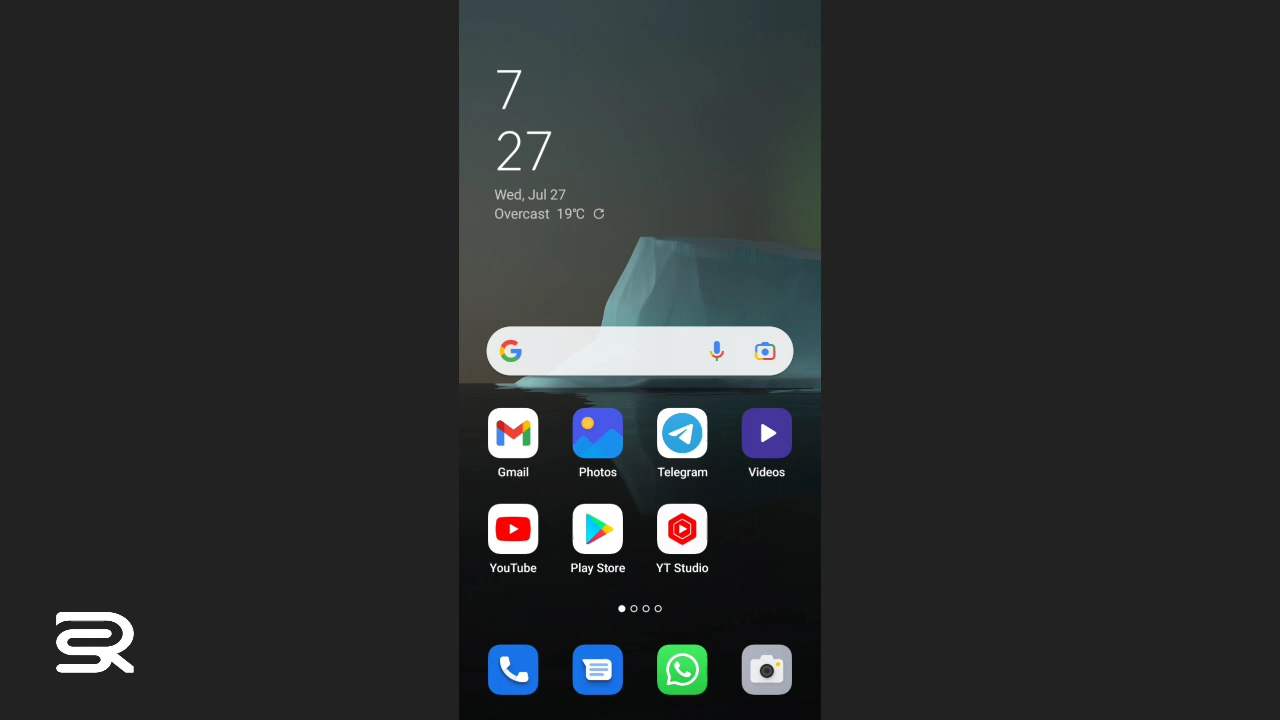 7
27
Wed, Jul 27
Overcast 19°C
Gmail Photos Telegram Videos
YouTube Play Store YT Studio